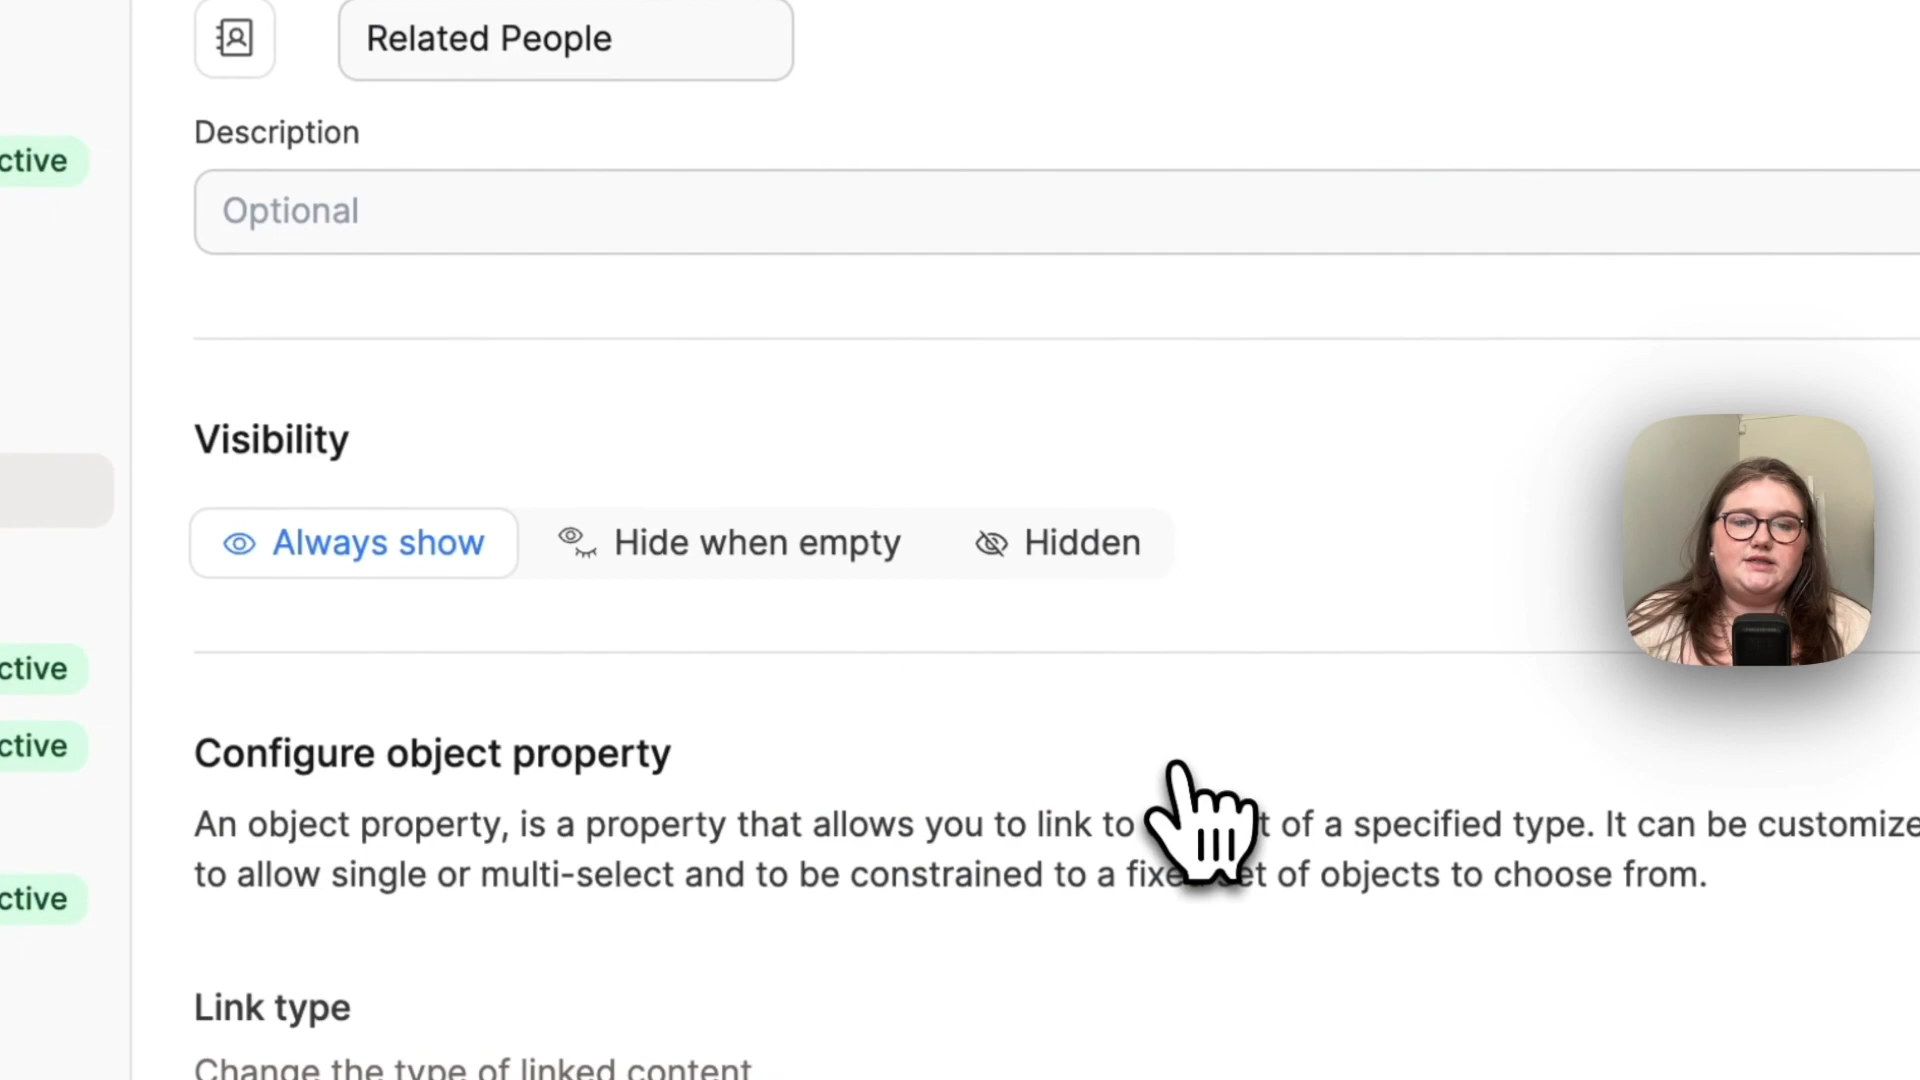 Related People
Description
ctive
Optional
Visibility
Always show
Hide when empty
Hidden
ctive
ctive
Configure object property
An object property, is a property that allows you to link to t of a specified type. It can be customize
to allow single or multi-select and to be constrained to a fixe et of objects to choose from.
ctive
Link type
Change the type of linked content